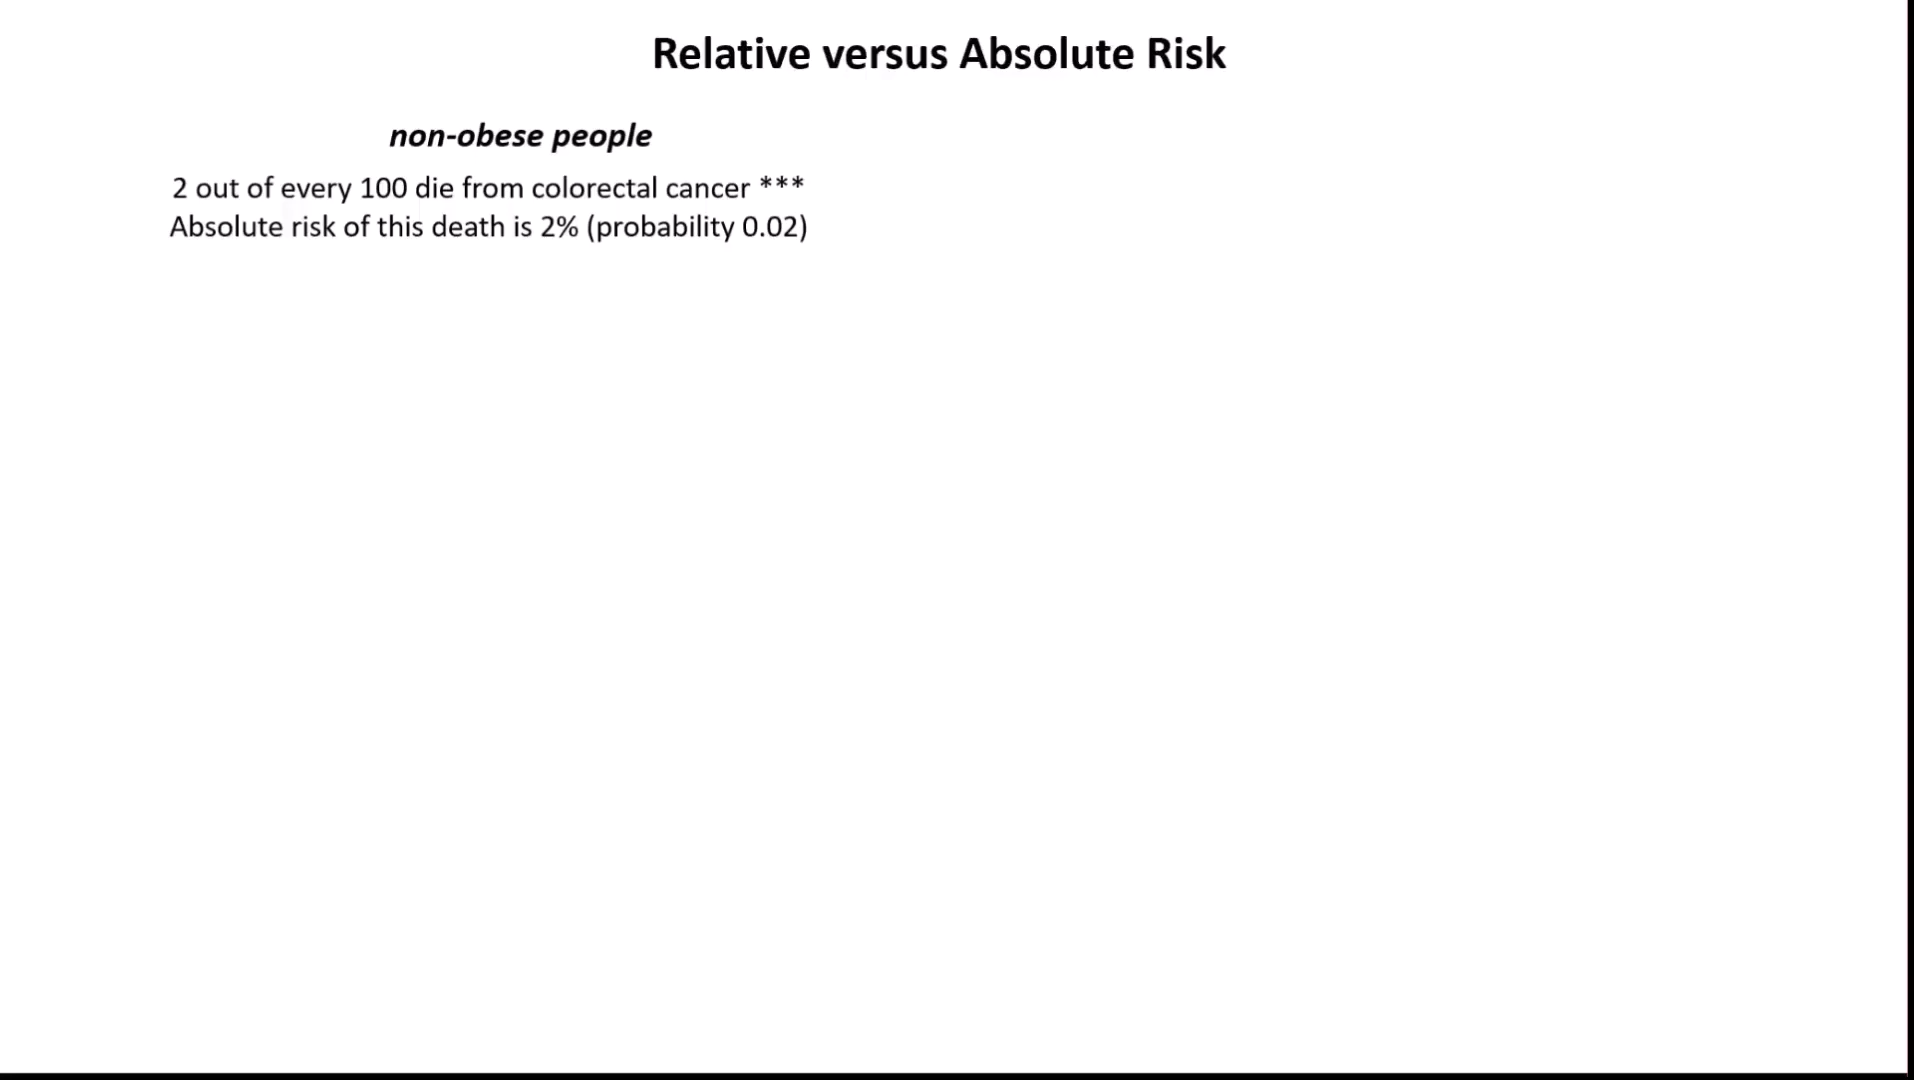 Relative versus Absolute Risk
non-obese people
2 out of every 100 die from colorectal cancer ***
Absolute risk of this death is 2% (probability 0.02)